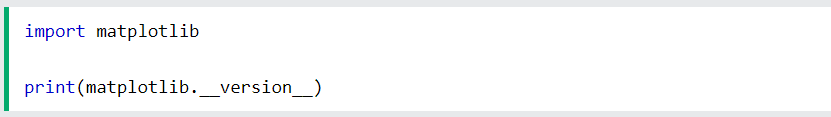 import matplotlib
print(matplotlib.__version__)